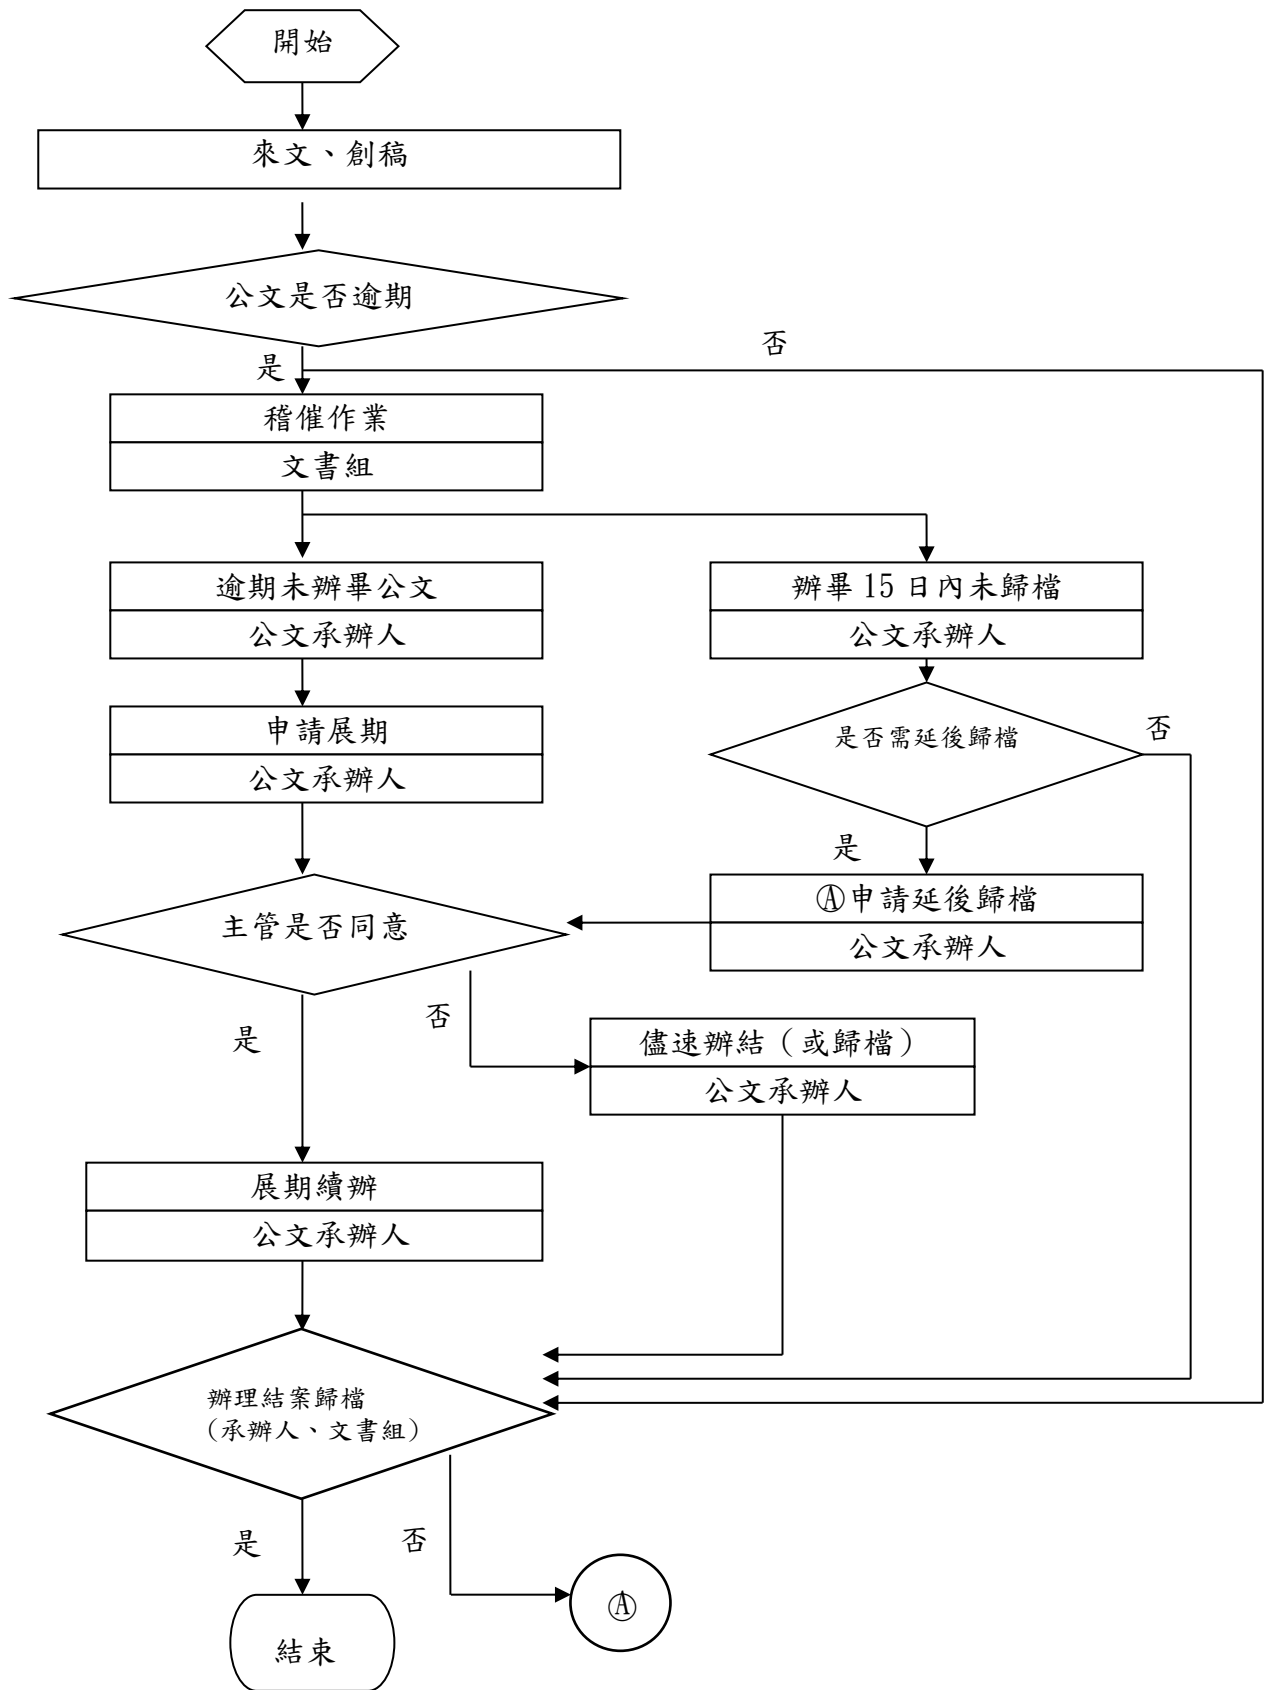 開始
來文、創稿
公文是否逾期
否
是
稽催作業
文書組
逾期未辦畢公文
公文承辦人
辦畢 15 日內未歸檔
公文承辦人
申請展期
公文承辦人
是否需延後歸檔
否
是
Ⓐ申請延後歸檔
公文承辦人
主管是否同意
否
是
儘速辦結（或歸檔）
公文承辦人
展期續辦
公文承辦人
辦理結案歸檔
（承辦人、文書組）
是
否
結束
Ⓐ